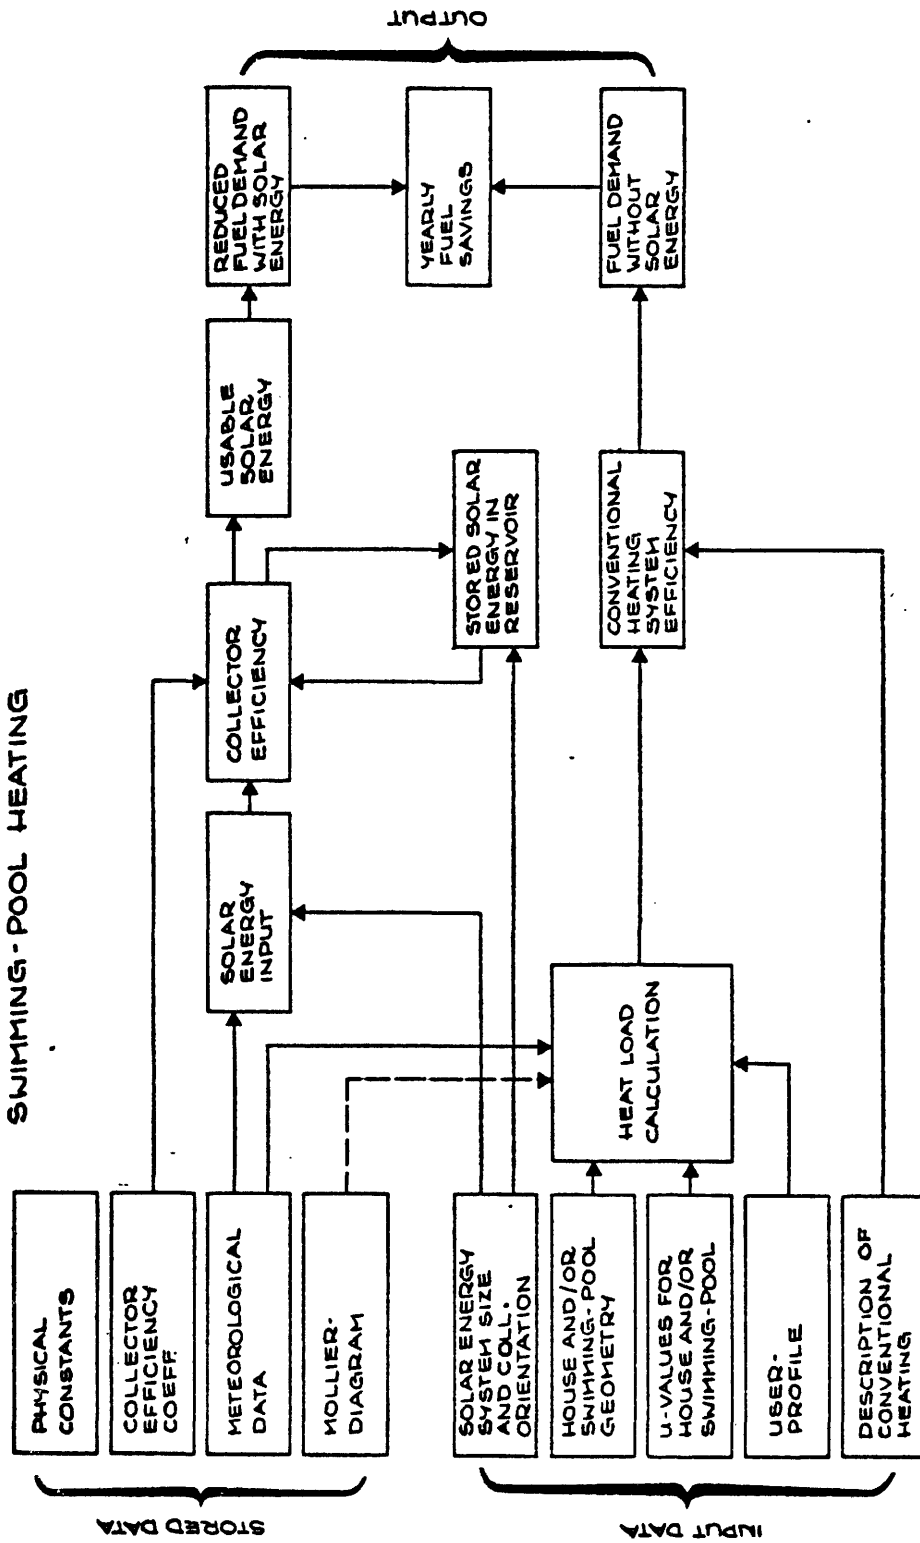 SWIMMING-POOL HEATING
STORED DATA
PHYSICAL
CONSTANTS
COLLECTOR
EFFICIENCY
COEFF.
METEOROLOGICAL
DATA
MOLLIER-
DIAGRAM
INPUT DATA
SOLAR ENERGY
SYSTEM SIZE
AND COLL.
ORIENTATION
HOUSE AND/OR
SWIMMING-POOL
GEOMETRY
U-VALUES FOR
HOUSE AND/OR
SWIMMING-POOL
USER-
PROFILE
DESCRIPTION OF
CONVENTIONAL
HEATING
HEAT LOAD
CALCULATION
SOLAR
ENERGY
INPUT
COLLECTOR
EFFICIENCY
STORED SOLAR
ENERGY IN
RESERVOIR
CONVENTIONAL
HEATING
SYSTEM
EFFICIENCY
USABLE
SOLAR
ENERGY
REDUCED
FUEL DEMAND
WITH SOLAR
ENERGY
YEARLY
FUEL
SAVINGS
FUEL DEMAND
WITHOUT
SOLAR
ENERGY
OUTPUT